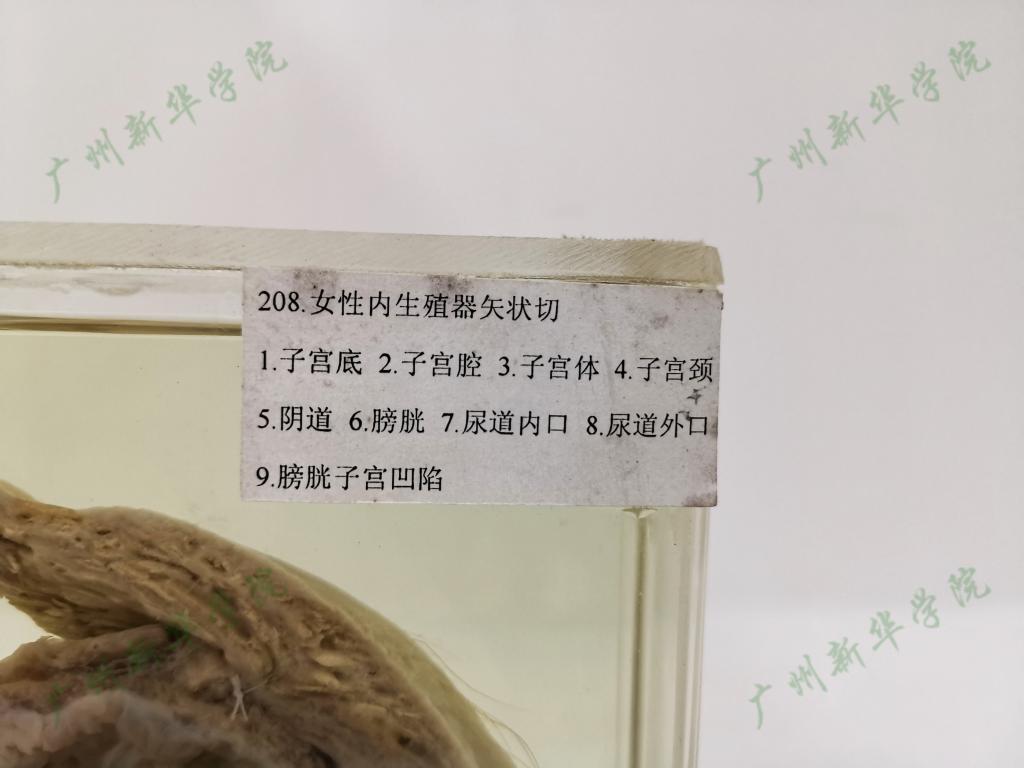 广州新华学院
广州新华学院
208.女性内生殖器矢状切
1.子宫底 2.子宫腔 3.子宫体 4.子宫颈
5.阴道 6.膀胱 7.尿道内口 8.尿道外口
9.膀胱子宫凹陷
广州新华学院
广州新华学院